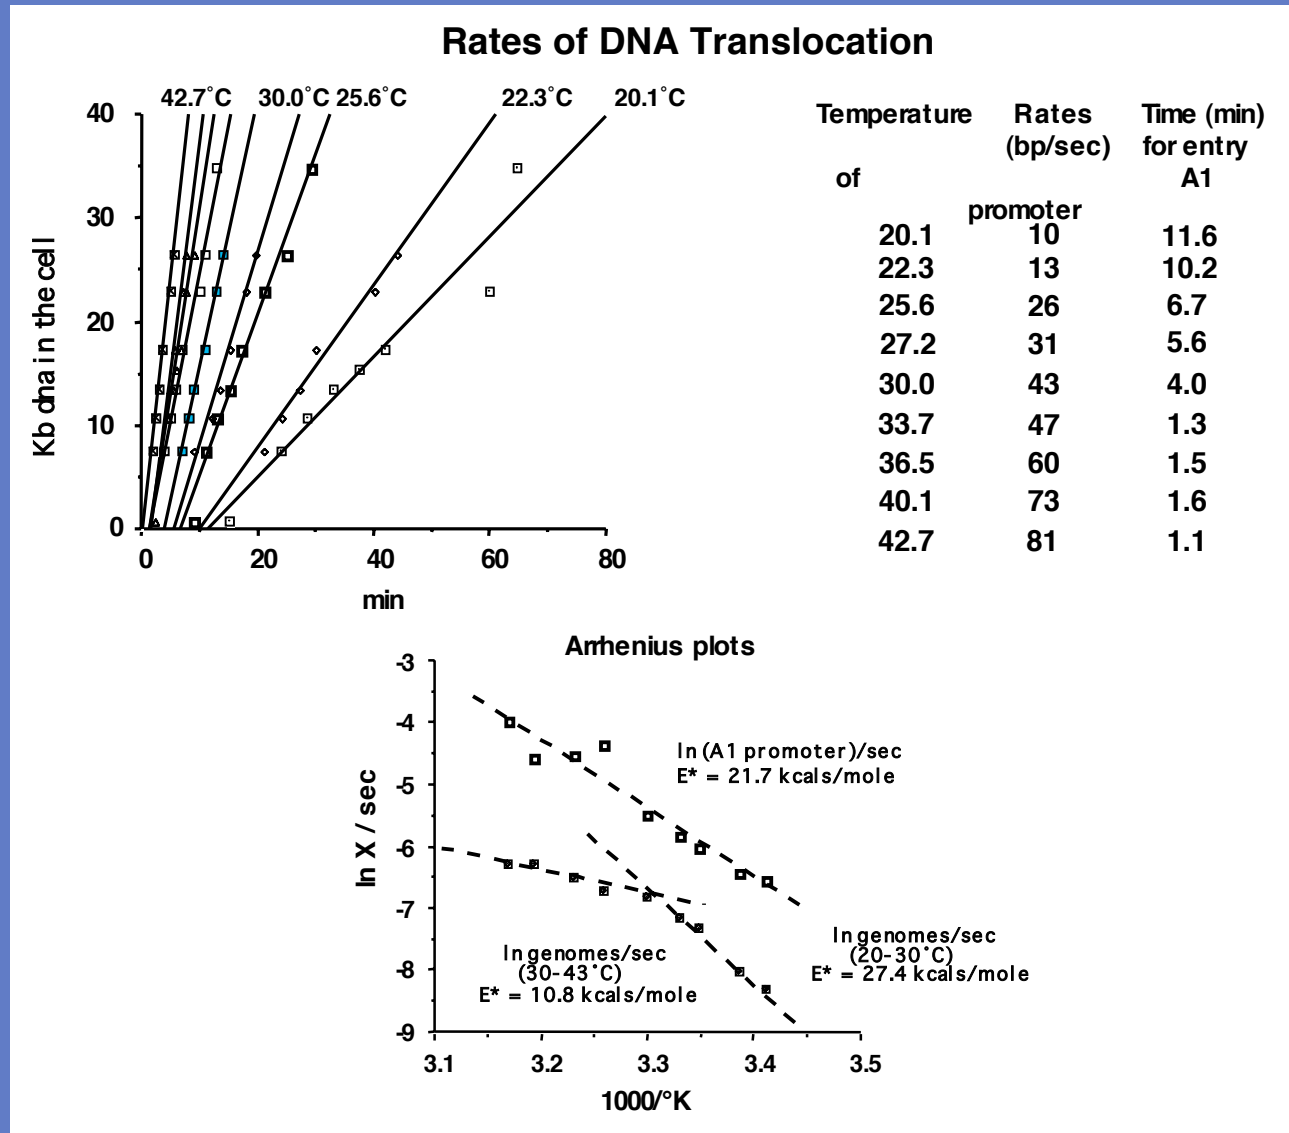 Rates of DNA Translocation
42.7˚C 30.0˚C 25.6˚C 22.3˚C 20.1˚C
40
30
20
10
0
Kb dna in the cell
0 20 40 60 80
min
Temperature Rates Time (min)
(bp/sec) for entry
of A1
promoter
20.1 10 11.6
22.3 13 10.2
25.6 26 6.7
27.2 31 5.6
30.0 43 4.0
33.7 47 1.3
36.5 60 1.5
40.1 73 1.6
42.7 81 1.1
Arrhenius plots
-3
-4
-5
-6
-7
-8
-9
ln X / sec
ln (A1 promoter)/sec
E* = 21.7 kcals/mole
ln genomes/sec
(20-30˚C)
E* = 27.4 kcals/mole
ln genomes/sec
(30-43˚C)
E* = 10.8 kcals/mole
3.1 3.2 3.3 3.4 3.5
1000/°K